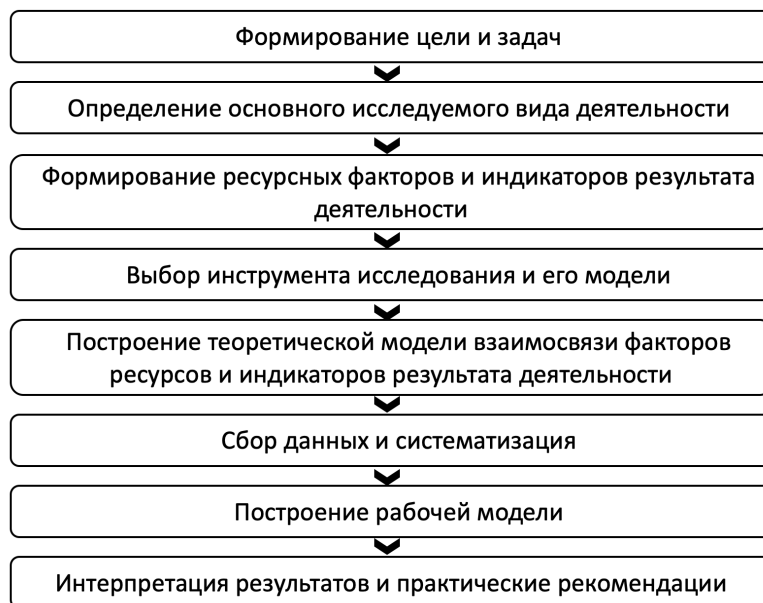 Формирование цели и задач
Определение основного исследуемого вида деятельности
Формирование ресурсных факторов и индикаторов результата
деятельности
Выбор инструмента исследования и его модели
Построение теоретической модели взаимосвязи факторов
ресурсов и индикаторов результата деятельности
Сбор данных и систематизация
Построение рабочей модели
Интерпретация результатов и практические рекомендации